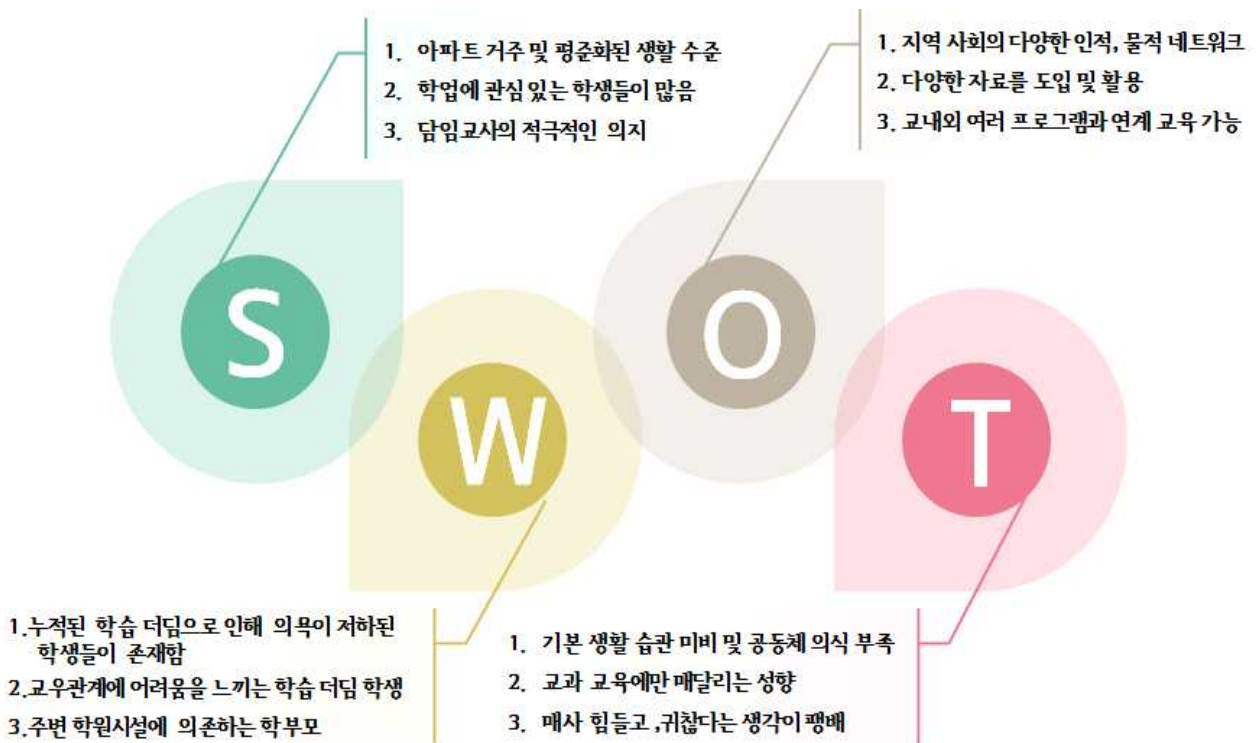 1. 아파트 거주 및 평준화된 생활 수준
2. 학업에 관심 있는 학생들이 많음
3. 담임교사의 적극적인 의지
1. 지역 사회의 다양한 인적, 물적 네트워크
2. 다양한 자료를 도입 및 활용
3. 교내외 여러 프로그램과 연계 교육 가능
S
W
O
T
1.누적된 학습 더딤으로 인해 의욕이 저하된
학생들이 존재함
2.교우관계에 어려움을 느끼는 학습 더딤 학생
3.주변 학원시설에 의존하는 학부모
1. 기본 생활 습관 미비 및 공동체 의식 부족
2. 교과 교육에만 매달리는 성향
3. 매사 힘들고 ,귀찮다는 생각이 팽배